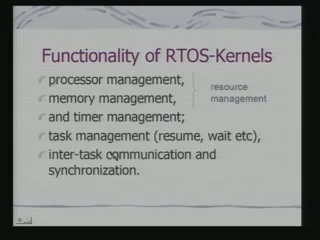 Functionality of RTOS-Kernels
processor management,
memory management,
resource
management
and timer management;
task management (resume, wait etc),
inter-task communication and
synchronization.